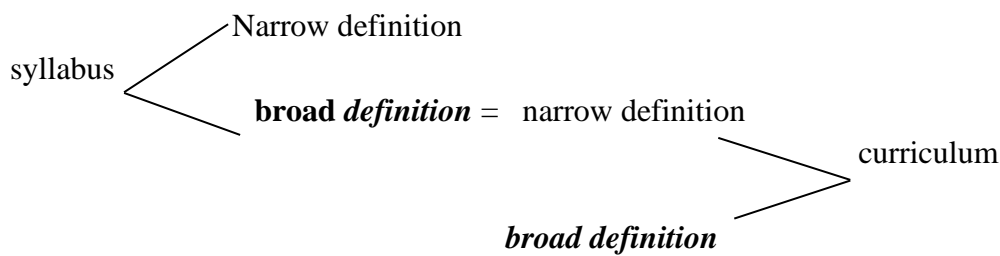 Narrow definition
syllabus
broad definition = narrow definition
curriculum
broad definition